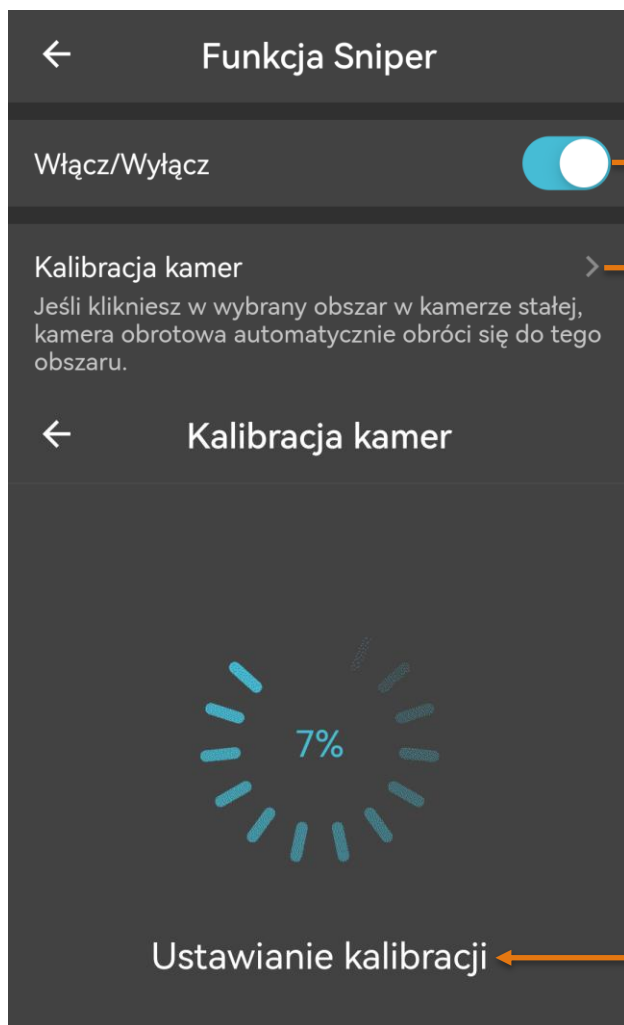 Funkcja Sniper
Włącz/Wyłącz
Kalibracja kamer
Jeśli klikniesz w wybrany obszar w kamerze stałej,
kamera obrotowa automatycznie obróci się do tego
obszaru.
Kalibracja kamer
7%
Ustawianie kalibracji